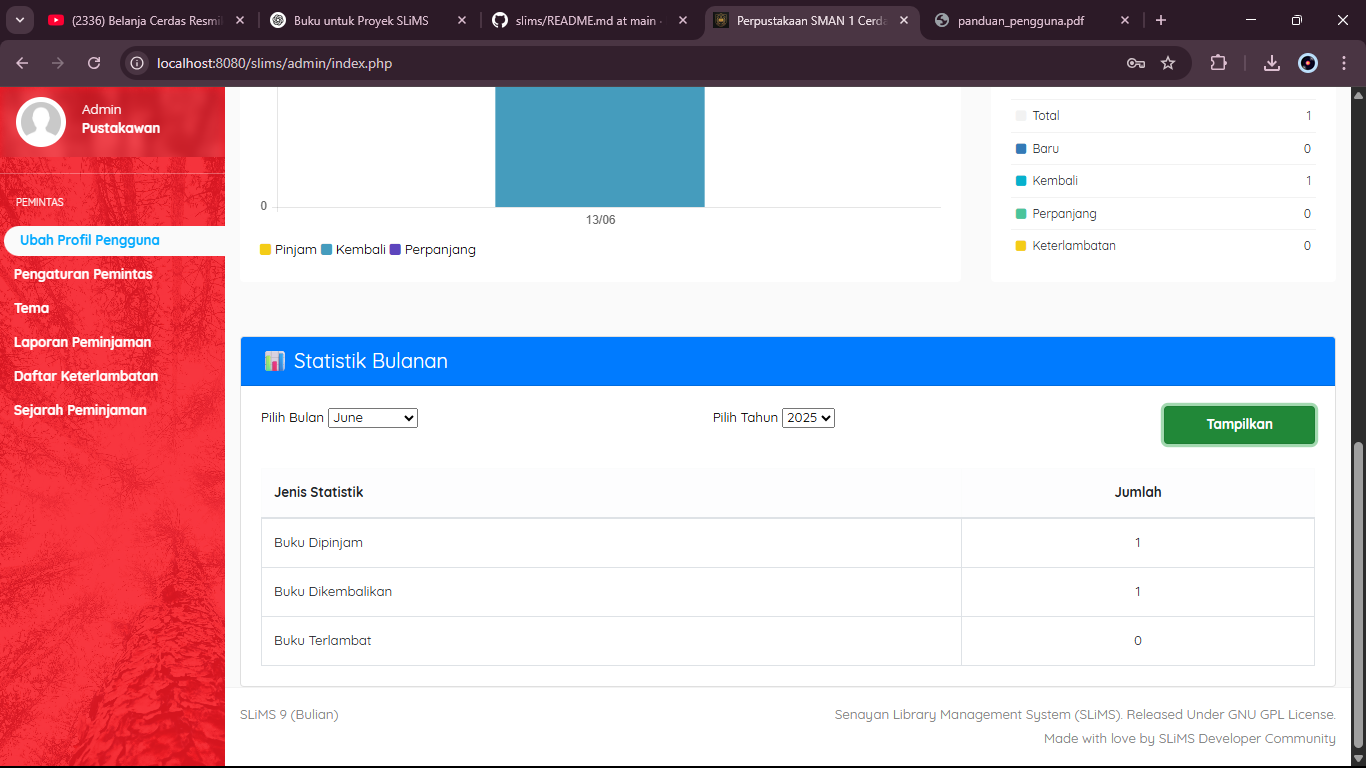 (2336) Belanja Cerdas Resmi
Buku untuk Proyek SLiMS
slims/README.md at main ·
Perpustakaan SMAN 1 Cerda
panduan_pengguna.pdf
localhost:8080/slims/admin/index.php
Admin
Pustakawan
PEMINTAS
Ubah Profil Pengguna
Pengaturan Pemintas
Tema
Laporan Peminjaman
Daftar Keterlambatan
Sejarah Peminjaman
0
13/06
Pinjam Kembali Perpanjang
Total 1
Baru 0
Kembali 1
Perpanjang 0
Keterlambatan 0
Statistik Bulanan
Pilih Bulan June
Pilih Tahun 2025
Tampilkan
Jenis Statistik Jumlah
Buku Dipinjam 1
Buku Dikembalikan 1
Buku Terlambat 0
SLiMS 9 (Bulian)
Senayan Library Management System (SLiMS). Released Under GNU GPL License.
Made with love by SLiMS Developer Community